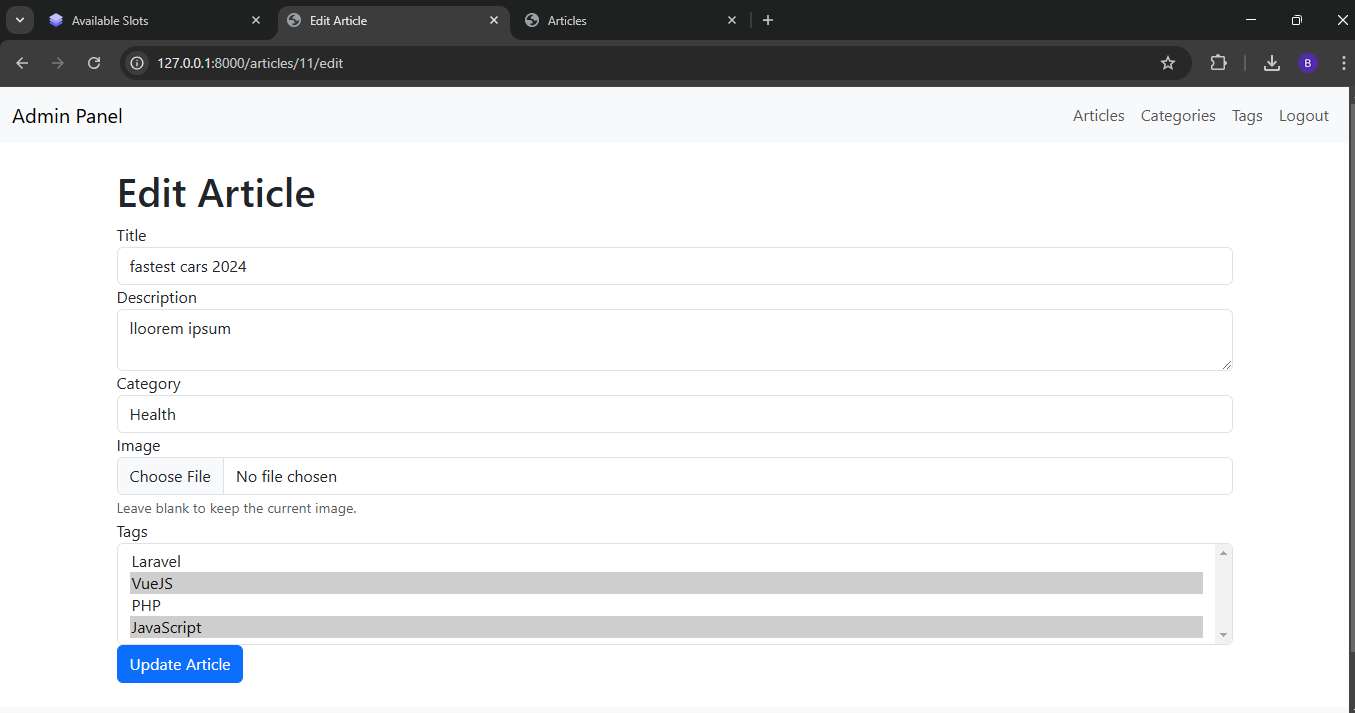 Available Slots
Edit Article
Articles
127.0.0.1:8000/articles/11/edit
B
Admin Panel
Articles Categories Tags Logout
Edit Article
Title
fastest cars 2024
Description
lloorem ipsum
Category
Health
Image
Choose File No file chosen
Leave blank to keep the current image.
Tags
Laravel
VueJS
PHP
JavaScript
Update Article